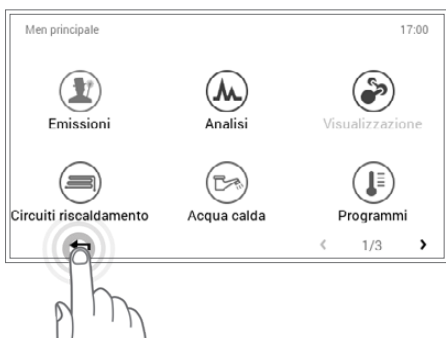 Men principale 17:00
Emissioni Analisi Visualizzazione
Circuiti riscaldamento Acqua calda Programmi
1/3